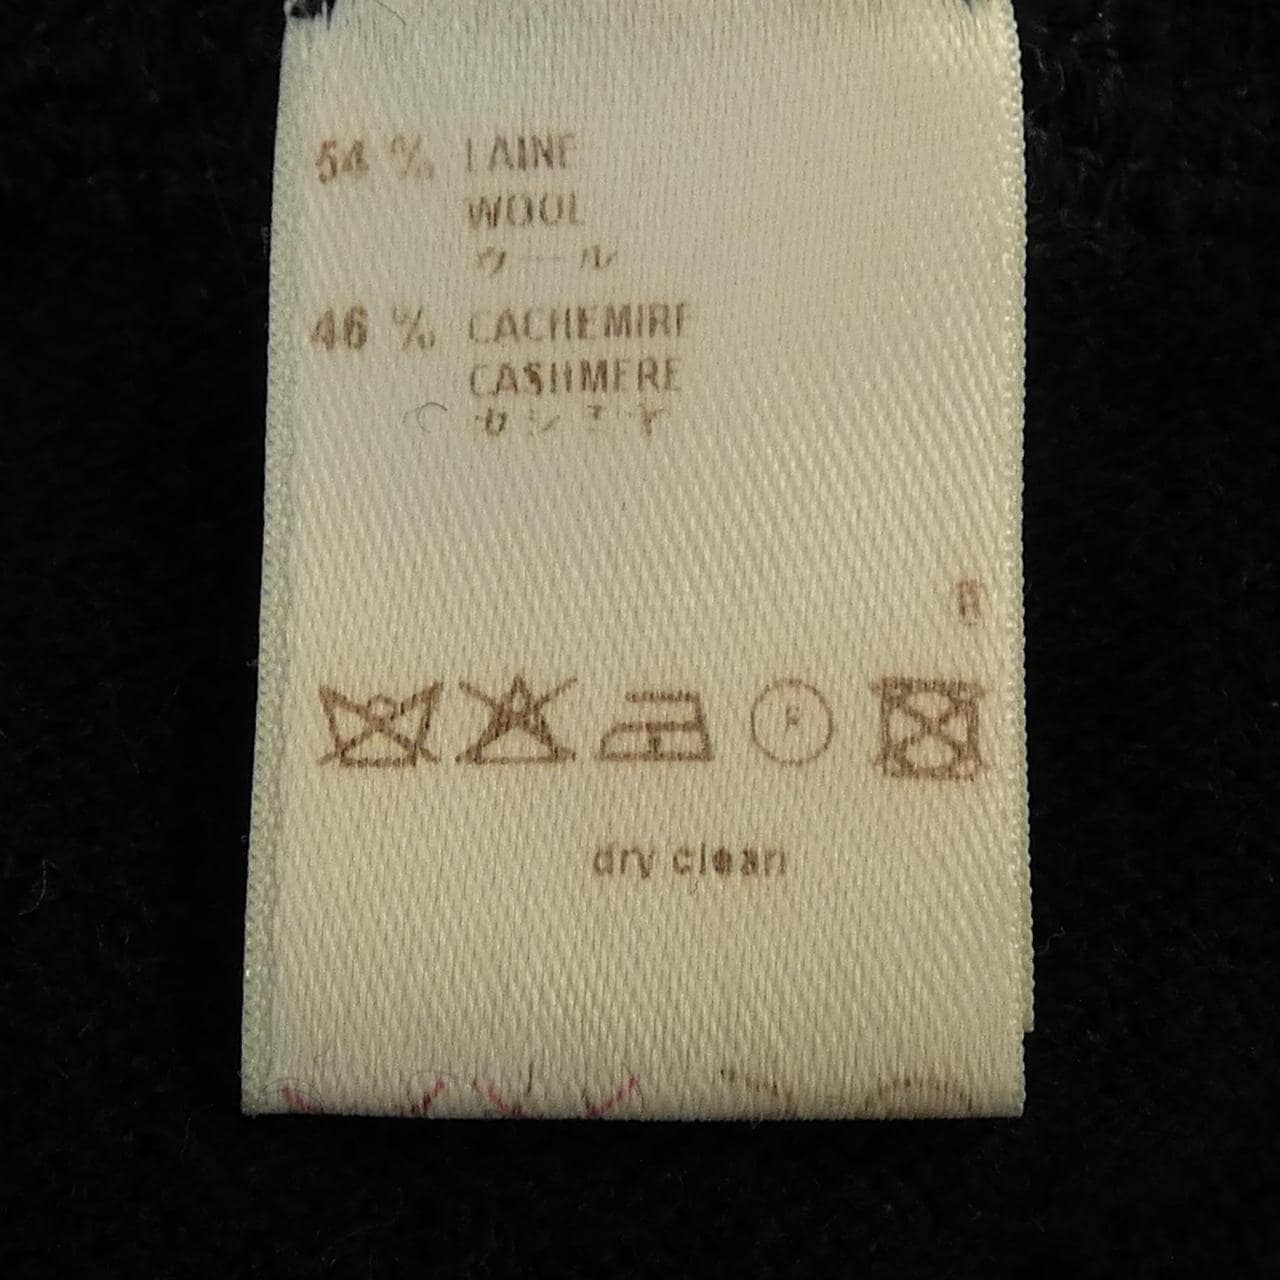 54 % LAINE
WOOL
ウール
46 % CACHEMIRE
CASHMERE
カシミヤ
R
P
dry clean